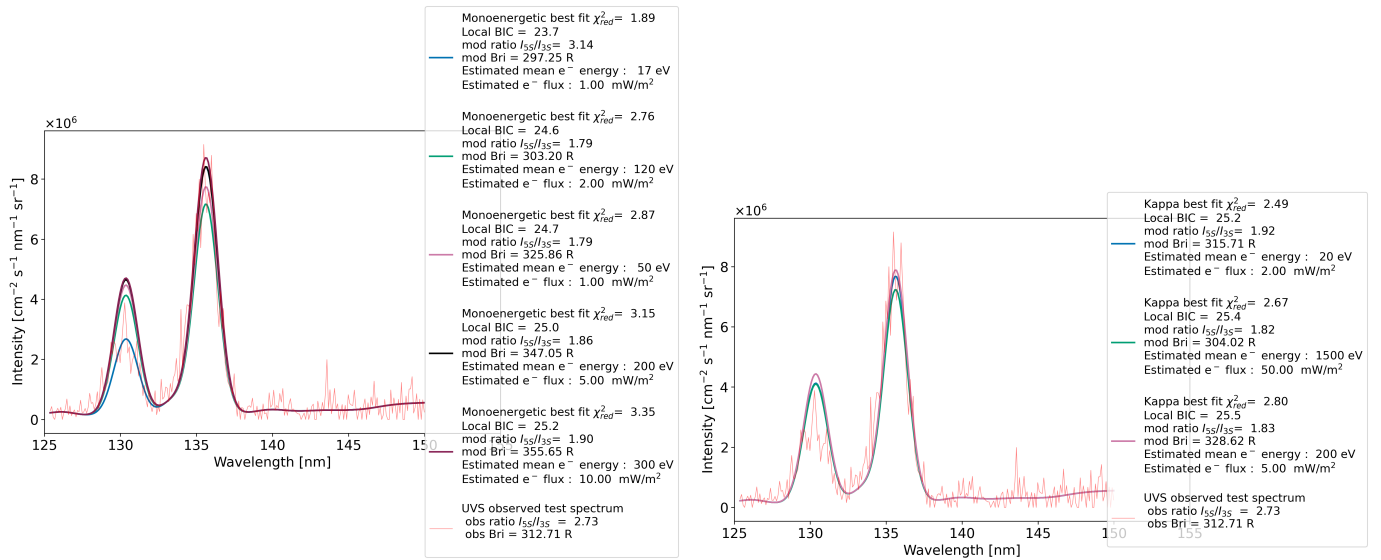 Monoenergetic best fit χ²red= 1.89
Local BIC = 23.7
mod ratio I5S/I3S= 3.14
mod Bri = 297.25 R
Estimated mean e⁻ energy : 17 eV
Estimated e⁻ flux : 1.00 mW/m²
Monoenergetic best fit χ²red= 2.76
Local BIC = 24.6
mod ratio I5S/I3S= 1.79
mod Bri = 303.20 R
Estimated mean e⁻ energy : 120 eV
Estimated e⁻ flux : 2.00 mW/m²
Monoenergetic best fit χ²red= 2.87
Local BIC = 24.7
mod ratio I5S/I3S= 1.79
mod Bri = 325.86 R
Estimated mean e⁻ energy : 50 eV
Estimated e⁻ flux : 1.00 mW/m²
Monoenergetic best fit χ²red= 3.15
Local BIC = 25.0
mod ratio I5S/I3S= 1.86
mod Bri = 347.05 R
Estimated mean e⁻ energy : 200 eV
Estimated e⁻ flux : 5.00 mW/m²
Monoenergetic best fit χ²red= 3.35
Local BIC = 25.2
mod ratio I5S/I3S= 1.90
mod Bri = 355.65 R
Estimated mean e⁻ energy : 300 eV
Estimated e⁻ flux : 10.00 mW/m²
UVS observed test spectrum
obs ratio I5S/I3S = 2.73
obs Bri = 312.71 R
×10⁶
8
6
4
2
0
125 130 135 140 145 150
Wavelength [nm]
Intensity [cm⁻² s⁻¹ nm⁻¹ sr⁻¹]
Kappa best fit χ²red= 2.49
Local BIC = 25.2
mod ratio I5S/I3S= 1.92
mod Bri = 315.71 R
Estimated mean e⁻ energy : 20 eV
Estimated e⁻ flux : 2.00 mW/m²
Kappa best fit χ²red= 2.67
Local BIC = 25.4
mod ratio I5S/I3S= 1.82
mod Bri = 304.02 R
Estimated mean e⁻ energy : 1500 eV
Estimated e⁻ flux : 50.00 mW/m²
Kappa best fit χ²red= 2.80
Local BIC = 25.5
mod ratio I5S/I3S= 1.83
mod Bri = 328.62 R
Estimated mean e⁻ energy : 200 eV
Estimated e⁻ flux : 5.00 mW/m²
UVS observed test spectrum
obs ratio I5S/I3S = 2.73
obs Bri = 312.71 R
×10⁶
8
6
4
2
0
125 130 135 140 145 150 155
Wavelength [nm]
Intensity [cm⁻² s⁻¹ nm⁻¹ sr⁻¹]